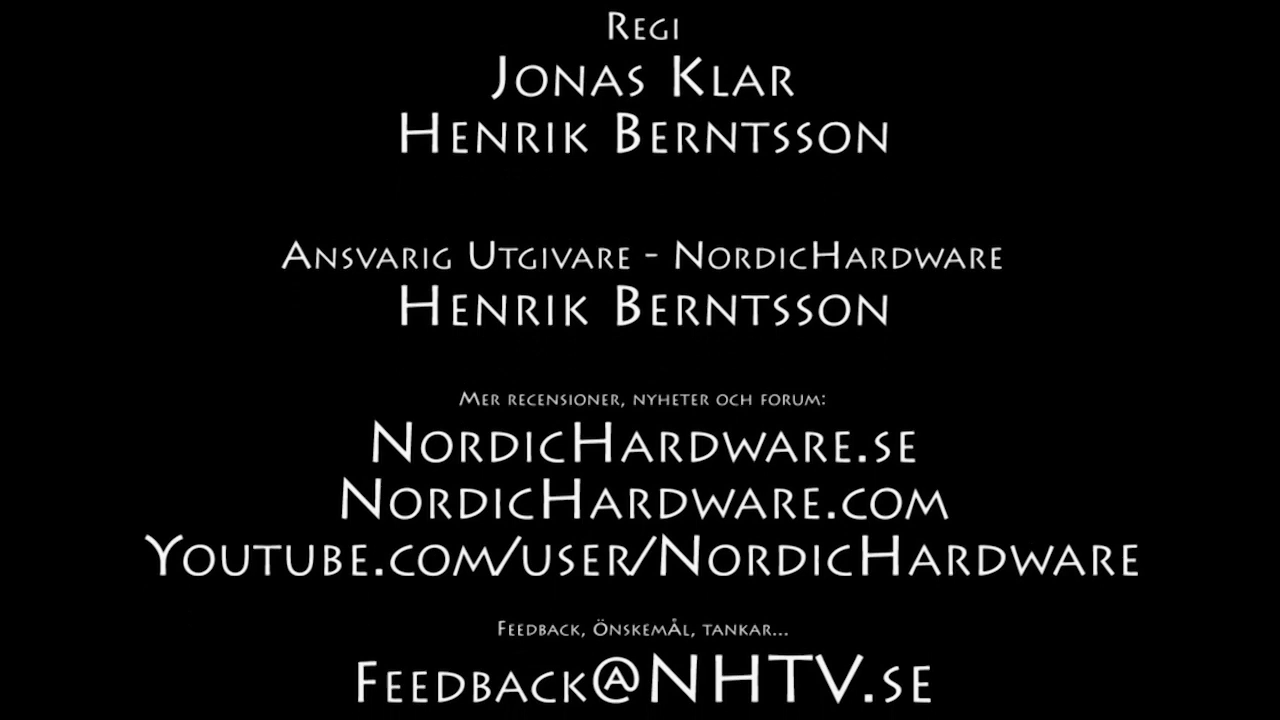 Regi
Jonas Klar
Henrik Berntsson
Ansvarig Utgivare - NordicHardware
Henrik Berntsson
Mer recensioner, nyheter och forum:
NordicHardware.se
NordicHardware.com
Youtube.com/user/NordicHardware
Feedback, önskemål, tankar...
Feedback@NHTV.se